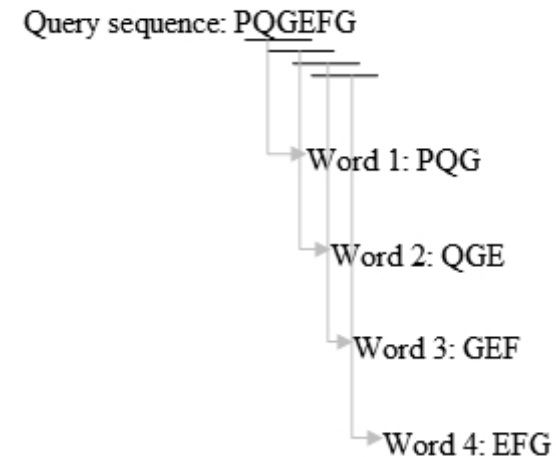 Query sequence: PQGEFG
Word 1: PQG
Word 2: QGE
Word 3: GEF
Word 4: EFG